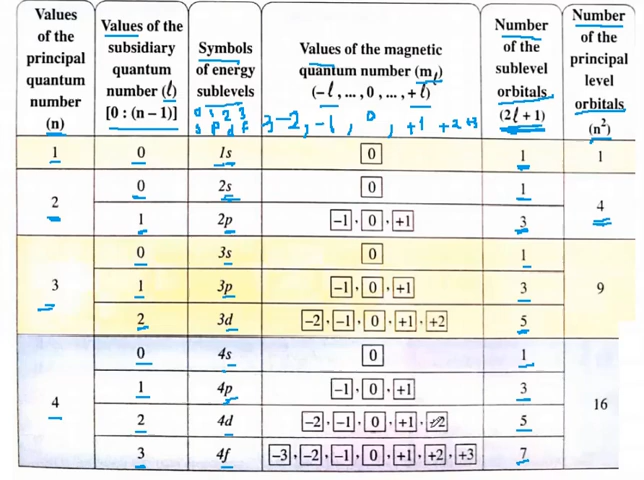 Values of the principal quantum number (n)
Values of the subsidiary quantum number (ℓ) [0 : (n − 1)]
Symbols of energy sublevels
0 1 2 3
s p d f
Values of the magnetic quantum number (mℓ) (−ℓ, ..., 0, ..., +ℓ)
3 −2, −1, 0, +1 +2 +3
Number of the sublevel orbitals (2ℓ + 1)
Number of the principal level orbitals (n²)
1 0 1s 0 1 1
2 0 2s 0 1 4
1 2p −1, 0, +1 3
3 0 3s 0 1 9
1 3p −1, 0, +1 3
2 3d −2, −1, 0, +1, +2 5
4 0 4s 0 1 16
1 4p −1, 0, +1 3
2 4d −2, −1, 0, +1, +2 5
3 4f −3, −2, −1, 0, +1, +2, +3 7